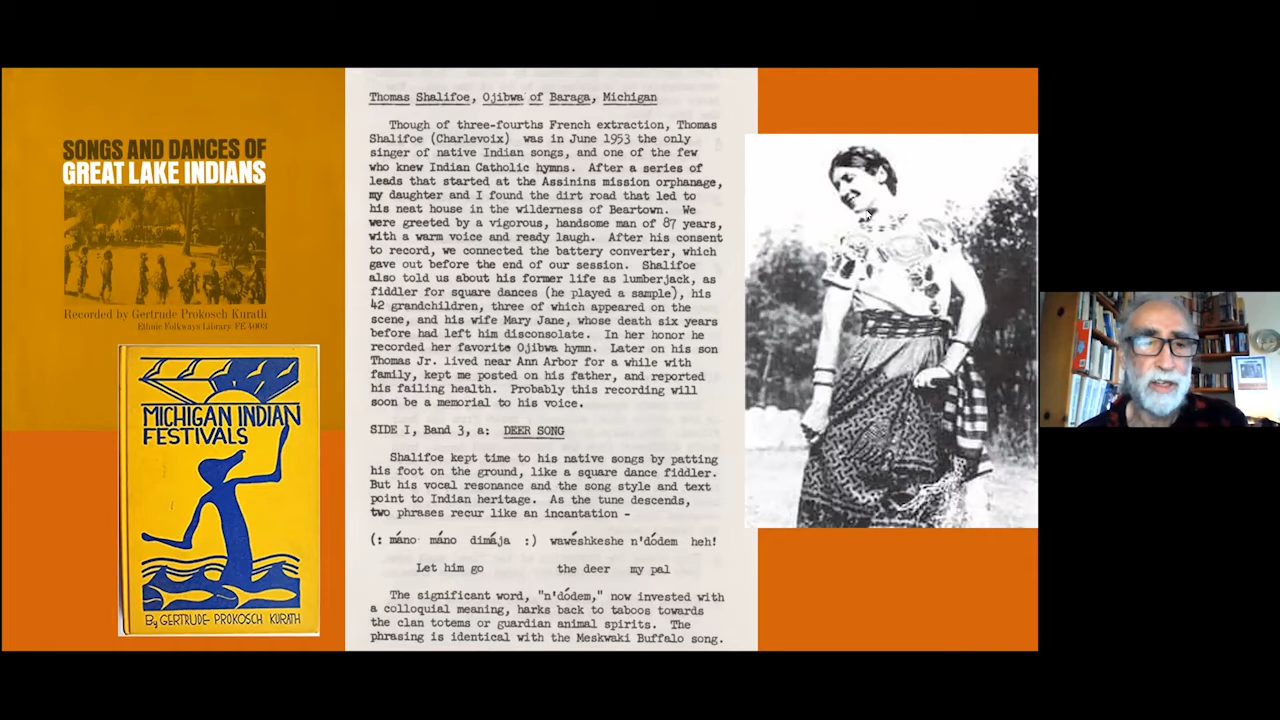 SONGS AND DANCES OF
GREAT LAKE INDIANS
Recorded by Gertrude Prokosch Kurath
Ethnic Folkways Library FE 4003
MICHIGAN INDIAN
FESTIVALS
By GERTRUDE PROKOSCH KURATH
Thomas Shalifoe, Ojibwa of Baraga, Michigan
Though of three-fourths French extraction, Thomas
Shalifoe (Charlevoix) was in June 1953 the only
singer of native Indian songs, and one of the few
who knew Indian Catholic hymns. After a series of
leads that started at the Assinins mission orphanage,
my daughter and I found the dirt road that led to
his neat house in the wilderness of Beartown. We
were greeted by a vigorous, handsome man of 87 years,
with a warm voice and ready laugh. After his consent
to record, we connected the battery converter, which
gave out before the end of our session. Shalifoe
also told us about his former life as lumberjack, as
fiddler for square dances (he played a sample), his
42 grandchildren, three of which appeared on the
scene, and his wife Mary Jane, whose death six years
before had left him disconsolate. In her honor he
recorded her favorite Ojibwa hymn. Later on his son
Thomas Jr. lived near Ann Arbor for a while with
family, kept me posted on his father, and reported
his failing health. Probably this recording will
soon be a memorial to his voice.
SIDE I, Band 3, a: DEER SONG
Shalifoe kept time to his native songs by patting
his foot on the ground, like a square dance fiddler.
But his vocal resonance and the song style and text
point to Indian heritage. As the tune descends,
two phrases recur like an incantation -
(: máno máno dimája :) wawéshkeshe n'dódem heh!
Let him go the deer my pal
The significant word, "n'dódem," now invested with
a colloquial meaning, harks back to taboos towards
the clan totems or guardian animal spirits. The
phrasing is identical with the Meskwaki Buffalo song.